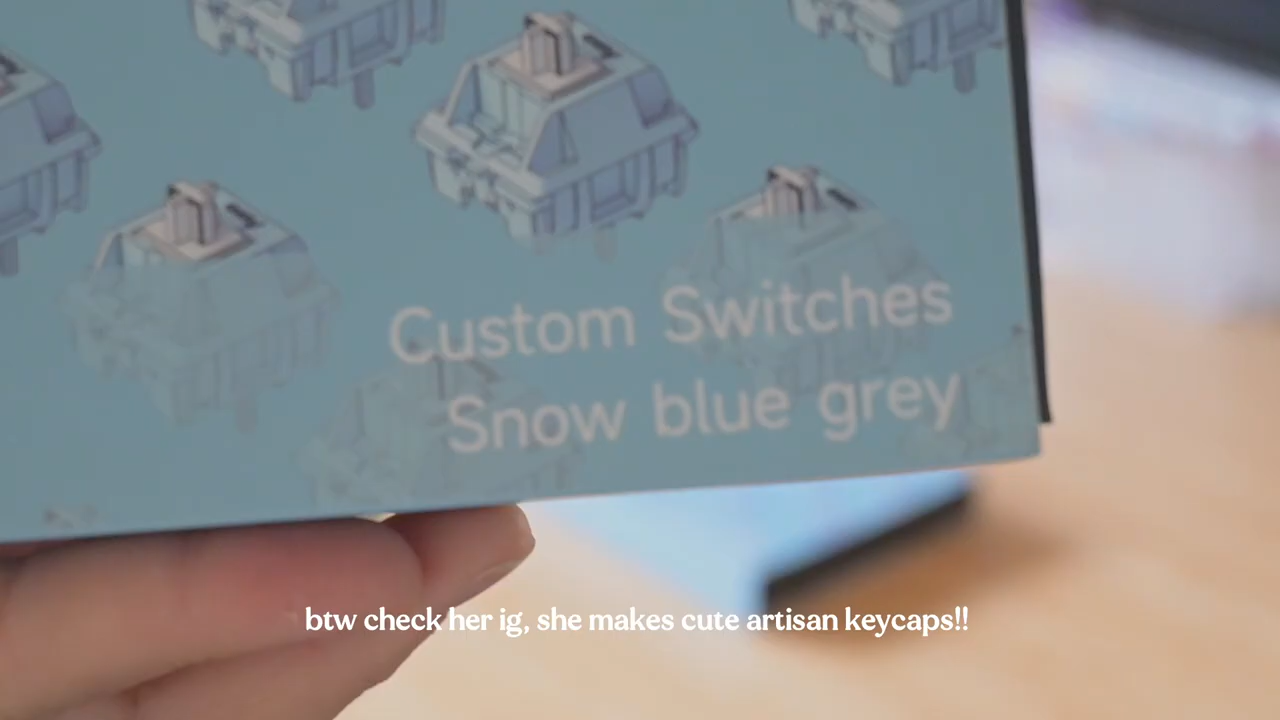 Custom Switches
Snow blue grey
btw check her ig, she makes cute artisan keycaps!!